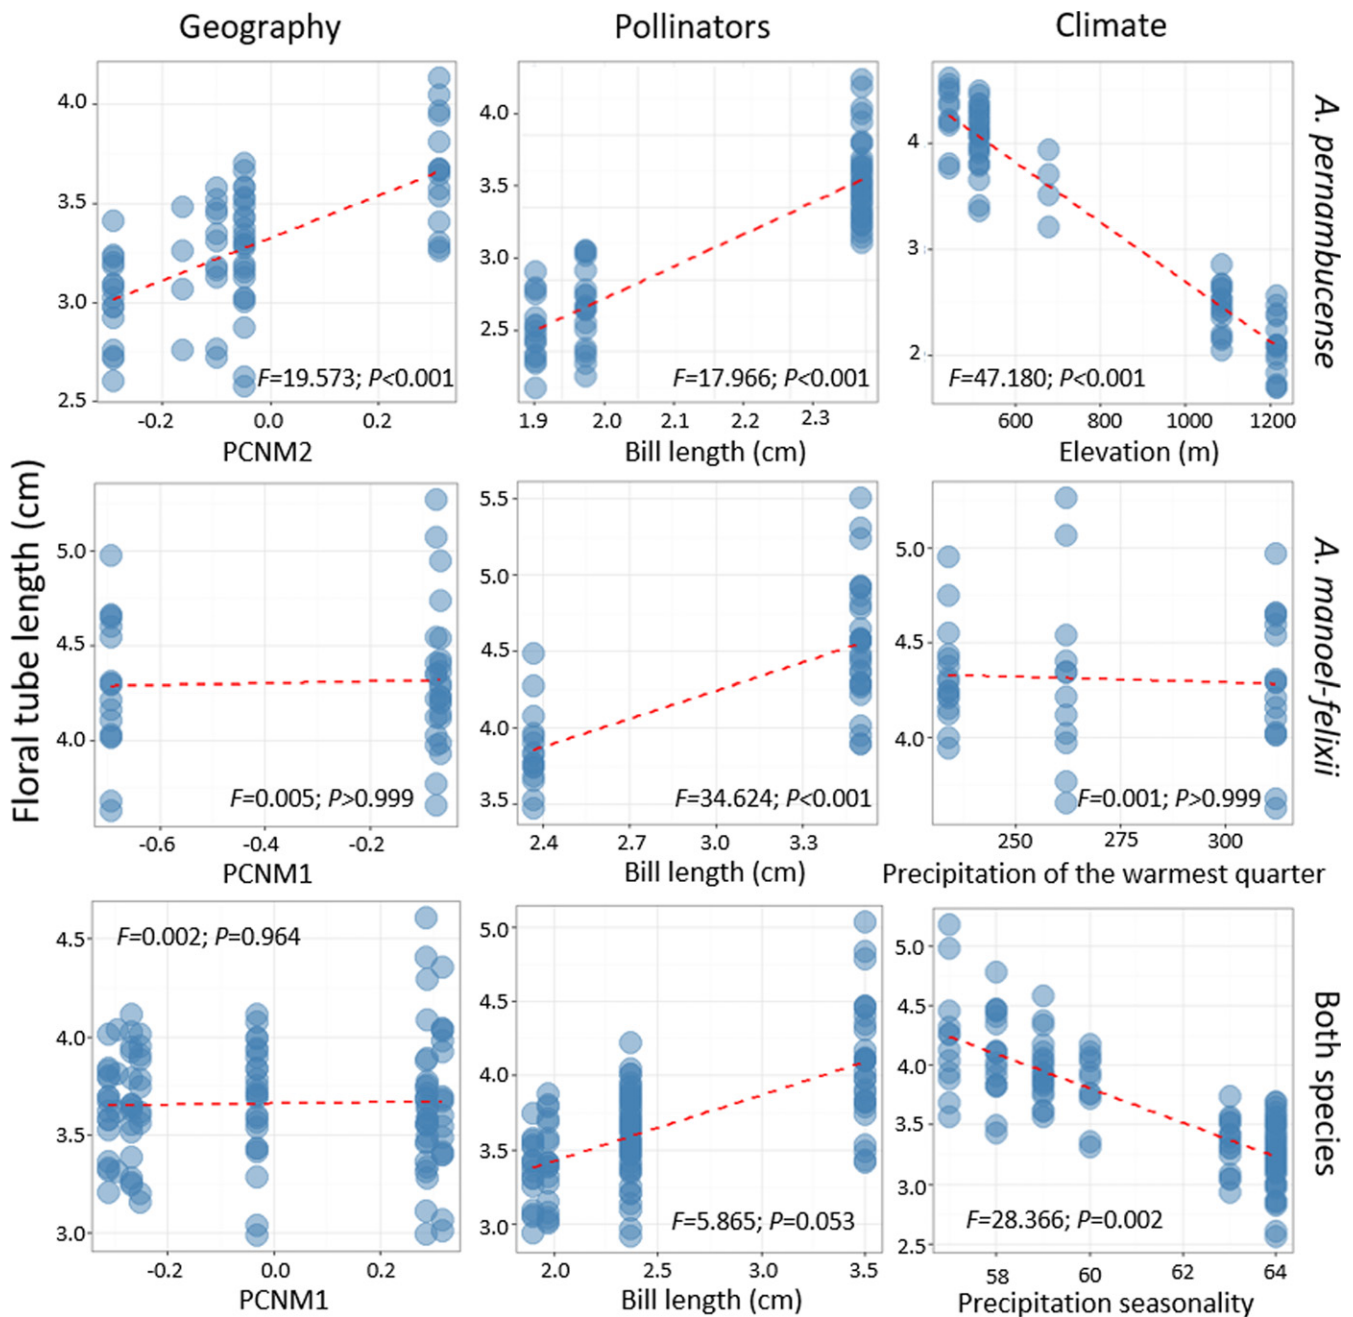 Geography
Pollinators
Climate
4.0
3.5
3.0
2.5
F=19.573; P<0.001
-0.2
0.0
0.2
PCNM2
4.0
3.5
3.0
2.5
F=17.966; P<0.001
1.9
2.0
2.1
2.2
2.3
Bill length (cm)
4
3
2
F=47.180; P<0.001
600
800
1000
1200
Elevation (m)
A. pernambucense
Floral tube length (cm)
5.0
4.5
4.0
F=0.005; P>0.999
-0.6
-0.4
-0.2
PCNM1
5.5
5.0
4.5
4.0
3.5
F=34.624; P<0.001
2.4
2.7
3.0
3.3
Bill length (cm)
5.0
4.5
4.0
F=0.001; P>0.999
250
275
300
Precipitation of the warmest quarter
A. manoel-felixii
4.5
4.0
3.5
3.0
F=0.002; P=0.964
-0.2
0.0
0.2
PCNM1
5.0
4.5
4.0
3.5
3.0
F=5.865; P=0.053
2.0
2.5
3.0
3.5
Bill length (cm)
5.0
4.5
4.0
3.5
3.0
2.5
F=28.366; P=0.002
58
60
62
64
Precipitation seasonality
Both species